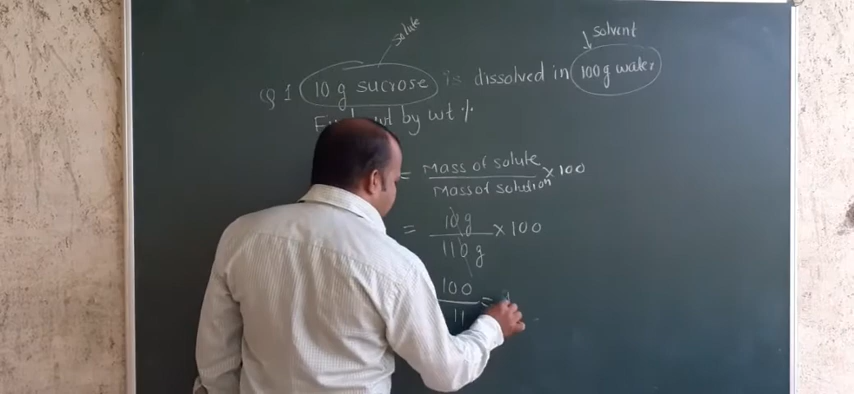 solute
solvent
Q 1 10 g sucrose is dissolved in 100 g water
wt by wt %
= Mass of solute / Mass of solution × 100
= 10 g / 110 g × 100
100 / 11 =